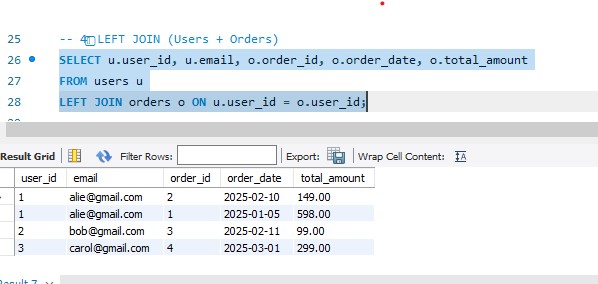 25 -- 4 LEFT JOIN (Users + Orders)
26 SELECT u.user_id, u.email, o.order_id, o.order_date, o.total_amount
27 FROM users u
28 LEFT JOIN orders o ON u.user_id = o.user_id;
Result Grid Filter Rows: Export: Wrap Cell Content: IA
user_id email order_id order_date total_amount
1 alie@gmail.com 2 2025-02-10 149.00
1 alie@gmail.com 1 2025-01-05 598.00
2 bob@gmail.com 3 2025-02-11 99.00
3 carol@gmail.com 4 2025-03-01 299.00